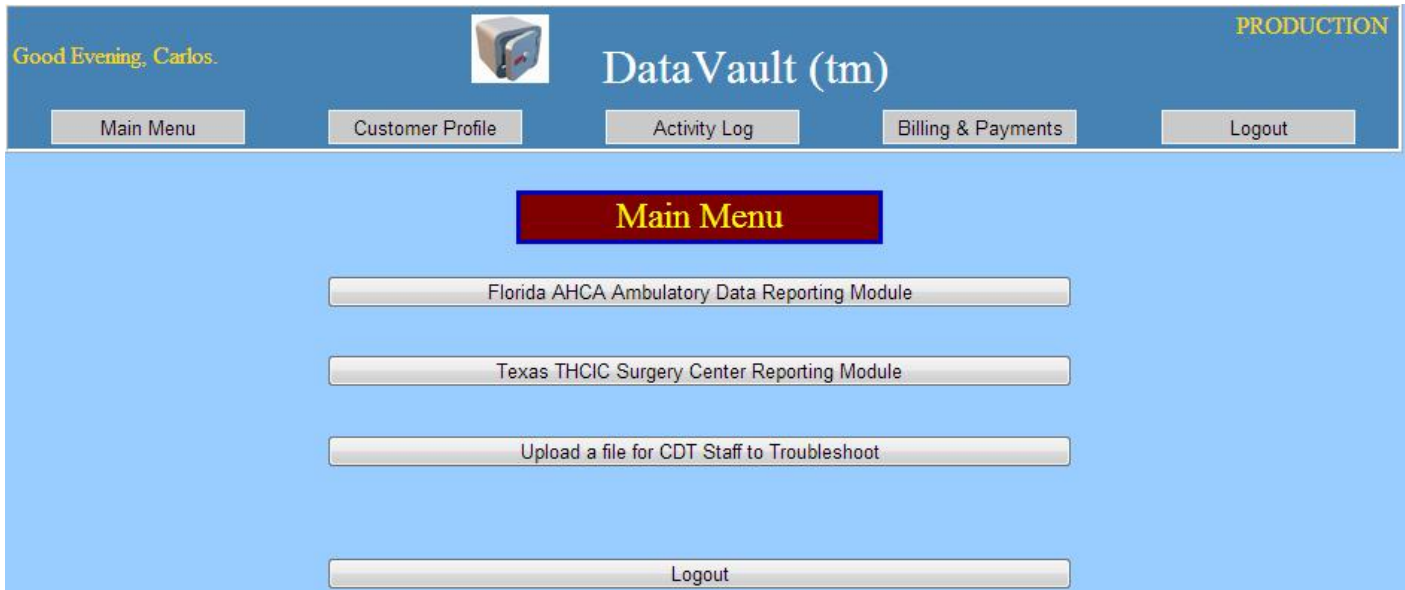 PRODUCTION
Good Evening, Carlos.
DataVault (tm)
Main Menu
Customer Profile
Activity Log
Billing & Payments
Logout
Main Menu
Florida AHCA Ambulatory Data Reporting Module
Texas THCIC Surgery Center Reporting Module
Upload a file for CDT Staff to Troubleshoot
Logout